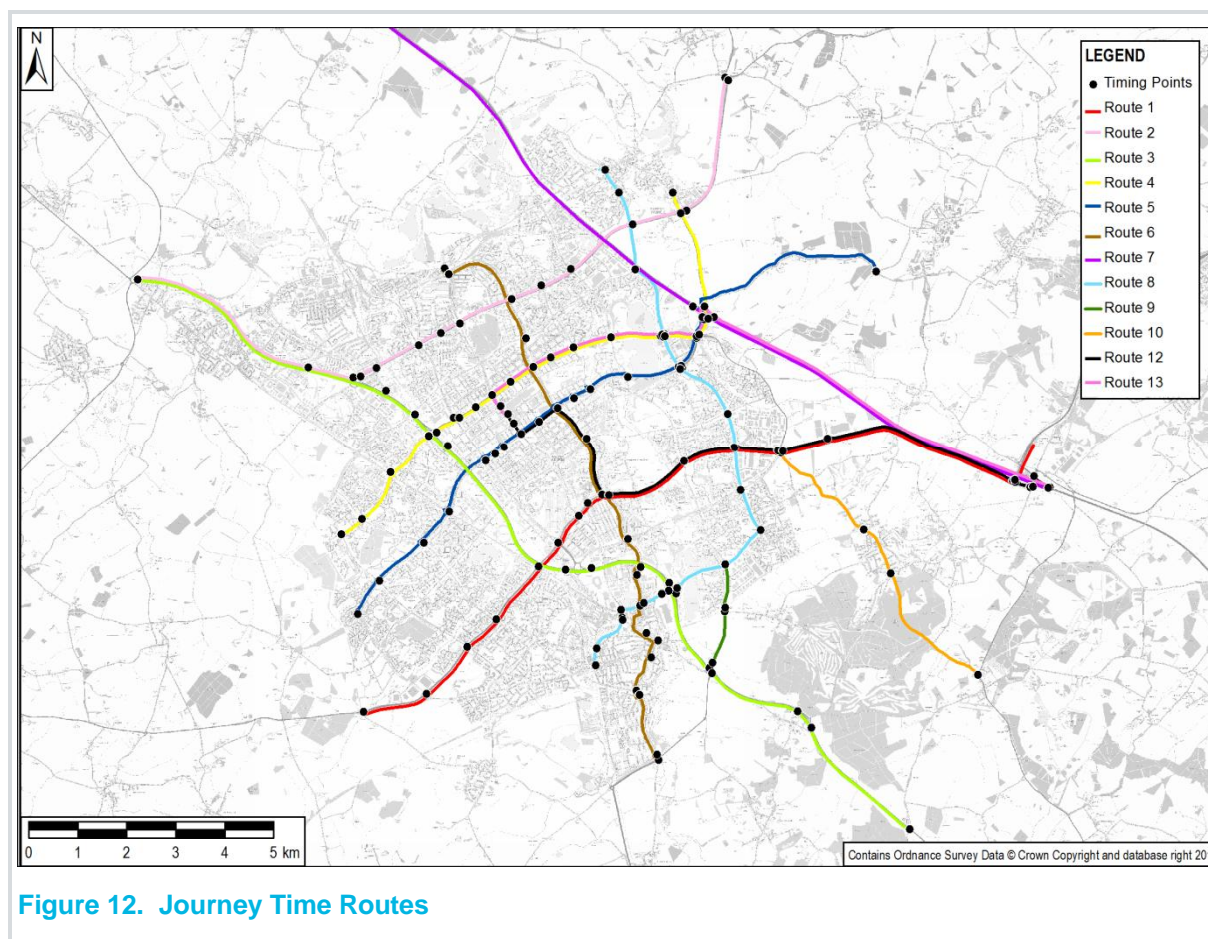 N
LEGEND
Timing Points
Route 1
Route 2
Route 3
Route 4
Route 5
Route 6
Route 7
Route 8
Route 9
Route 10
Route 12
Route 13
0 1 2 3 4 5 km
Contains Ordnance Survey Data © Crown Copyright and database right 20
Figure 12. Journey Time Routes